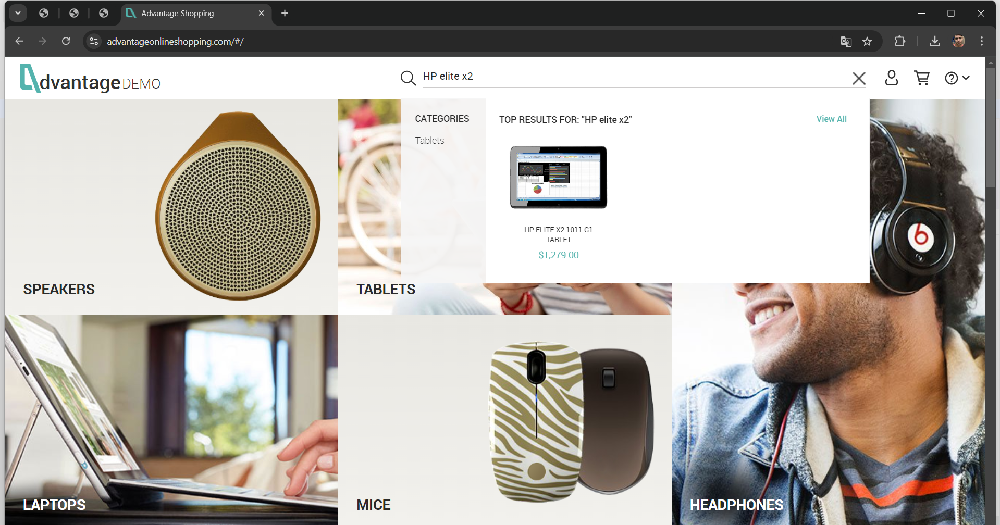 Advantage Shopping
advantageonlineshopping.com/#/
dvantage DEMO
HP elite x2
CATEGORIES
Tablets
TOP RESULTS FOR: "HP elite x2"
View All
HP ELITE X2 1011 G1
TABLET
$1,279.00
SPEAKERS
TABLETS
LAPTOPS
MICE
HEADPHONES